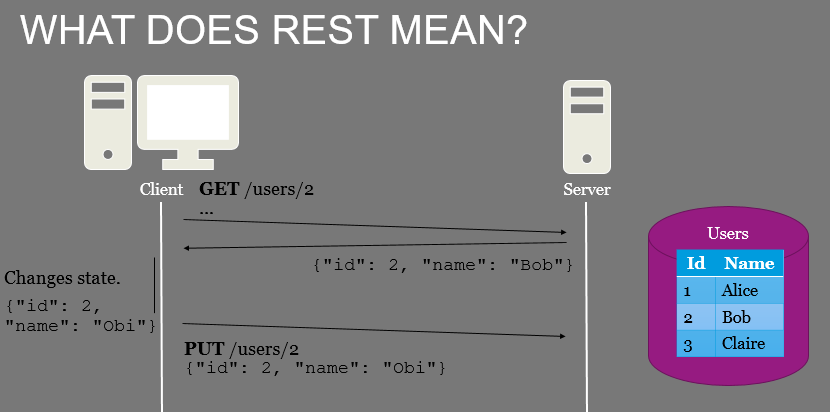 WHAT DOES REST MEAN?
Client
GET /users/2
...
Server
{"id": 2, "name": "Bob"}
Changes state.
{"id": 2,
"name": "Obi"}
PUT /users/2
{"id": 2, "name": "Obi"}
Users
Id Name
1 Alice
2 Bob
3 Claire